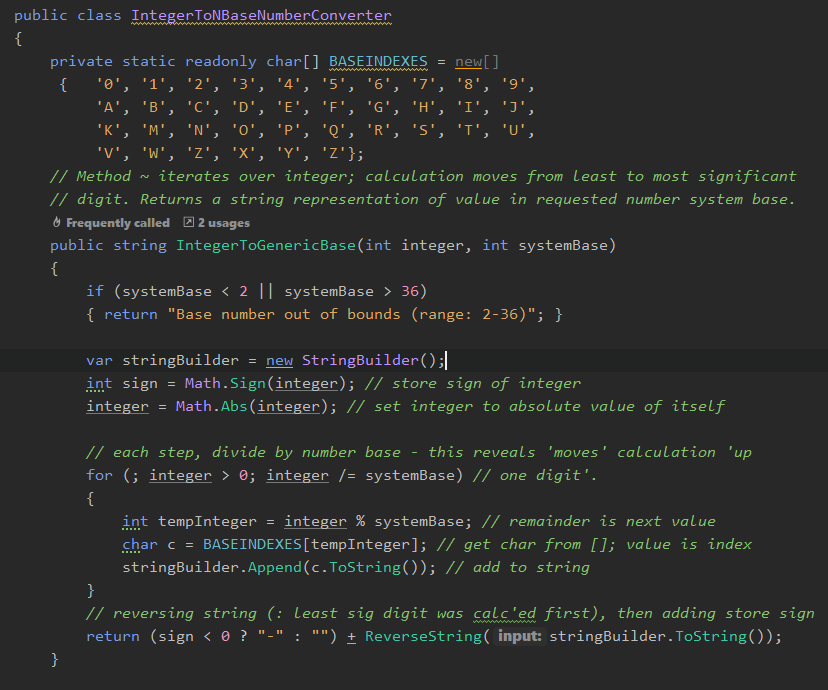 public class IntegerToNBaseNumberConverter
{
    private static readonly char[] BASEINDEXES = new[]
     {   '0', '1', '2', '3', '4', '5', '6', '7', '8', '9',
         'A', 'B', 'C', 'D', 'E', 'F', 'G', 'H', 'I', 'J',
         'K', 'M', 'N', 'O', 'P', 'Q', 'R', 'S', 'T', 'U',
         'V', 'W', 'Z', 'X', 'Y', 'Z'};
    // Method ~ iterates over integer; calculation moves from least to most significant
    // digit. Returns a string representation of value in requested number system base.
    Frequently called   2 usages
    public string IntegerToGenericBase(int integer, int systemBase)
    {
        if (systemBase < 2 || systemBase > 36)
        { return "Base number out of bounds (range: 2-36)"; }
        var stringBuilder = new StringBuilder();
        int sign = Math.Sign(integer); // store sign of integer
        integer = Math.Abs(integer); // set integer to absolute value of itself
        // each step, divide by number base - this reveals 'moves' calculation 'up
        for (; integer > 0; integer /= systemBase) // one digit'.
        {
            int tempInteger = integer % systemBase; // remainder is next value
            char c = BASEINDEXES[tempInteger]; // get char from []; value is index
            stringBuilder.Append(c.ToString()); // add to string
        }
        // reversing string (: least sig digit was calc'ed first), then adding store sign
        return (sign < 0 ? "-" : "") + ReverseString( input: stringBuilder.ToString());
    }